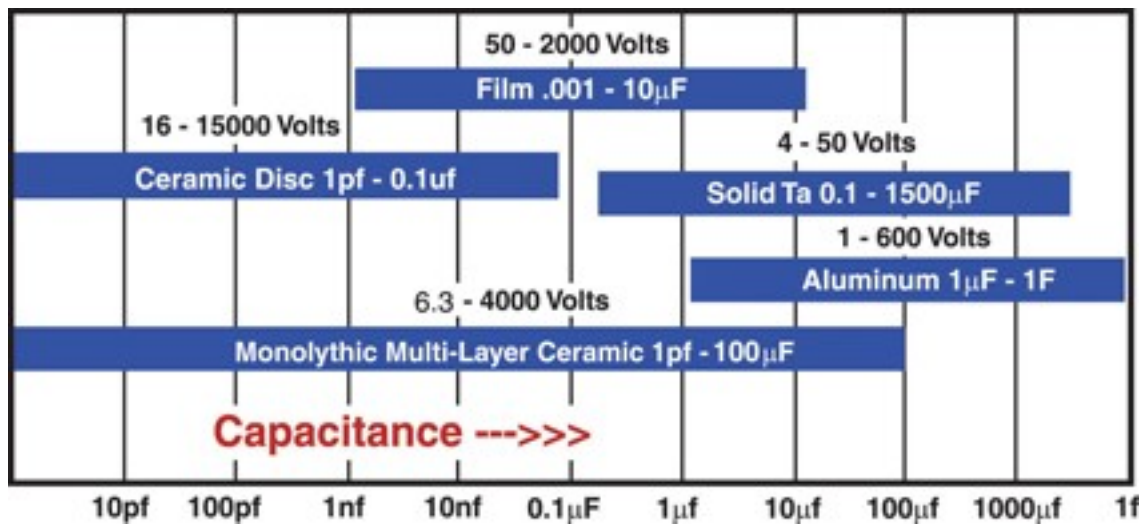 50 - 2000 Volts
Film .001 - 10μF
16 - 15000 Volts
4 - 50 Volts
Ceramic Disc 1pf - 0.1uf
Solid Ta 0.1 - 1500μF
1 - 600 Volts
Aluminum 1μF - 1F
6.3 - 4000 Volts
Monolythic Multi-Layer Ceramic 1pf - 100μF
Capacitance --->>>
10pf 100pf 1nf 10nf 0.1μF 1μf 10μf 100μf 1000μf 1f